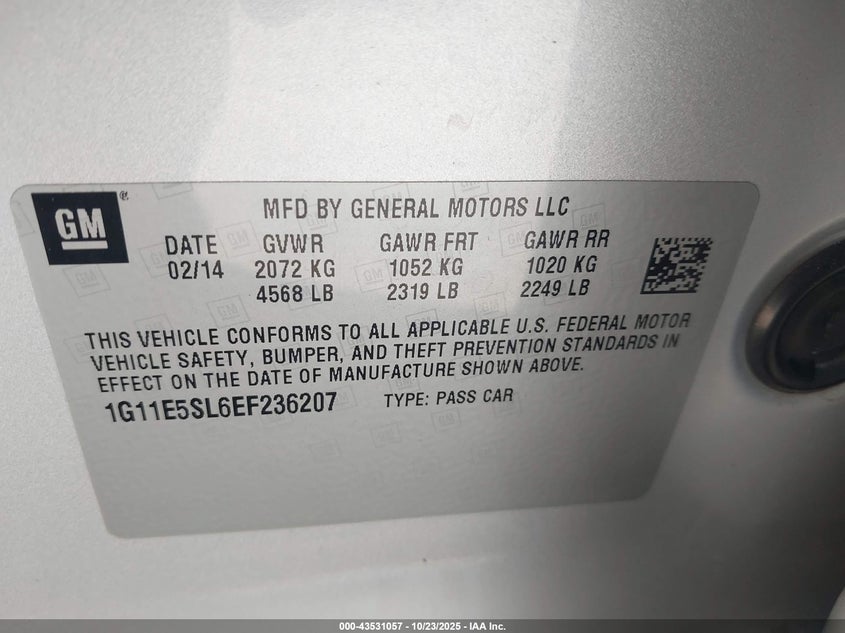 GM®
MFD BY GENERAL MOTORS LLC
DATE GVWR GAWR FRT GAWR RR
02/14 2072 KG 1052 KG 1020 KG
4568 LB 2319 LB 2249 LB
THIS VEHICLE CONFORMS TO ALL APPLICABLE U.S. FEDERAL MOTOR
VEHICLE SAFETY, BUMPER, AND THEFT PREVENTION STANDARDS IN
EFFECT ON THE DATE OF MANUFACTURE SHOWN ABOVE.
1G11E5SL6EF236207 TYPE: PASS CAR
000-43531057 - 10/23/2025 - IAA Inc.